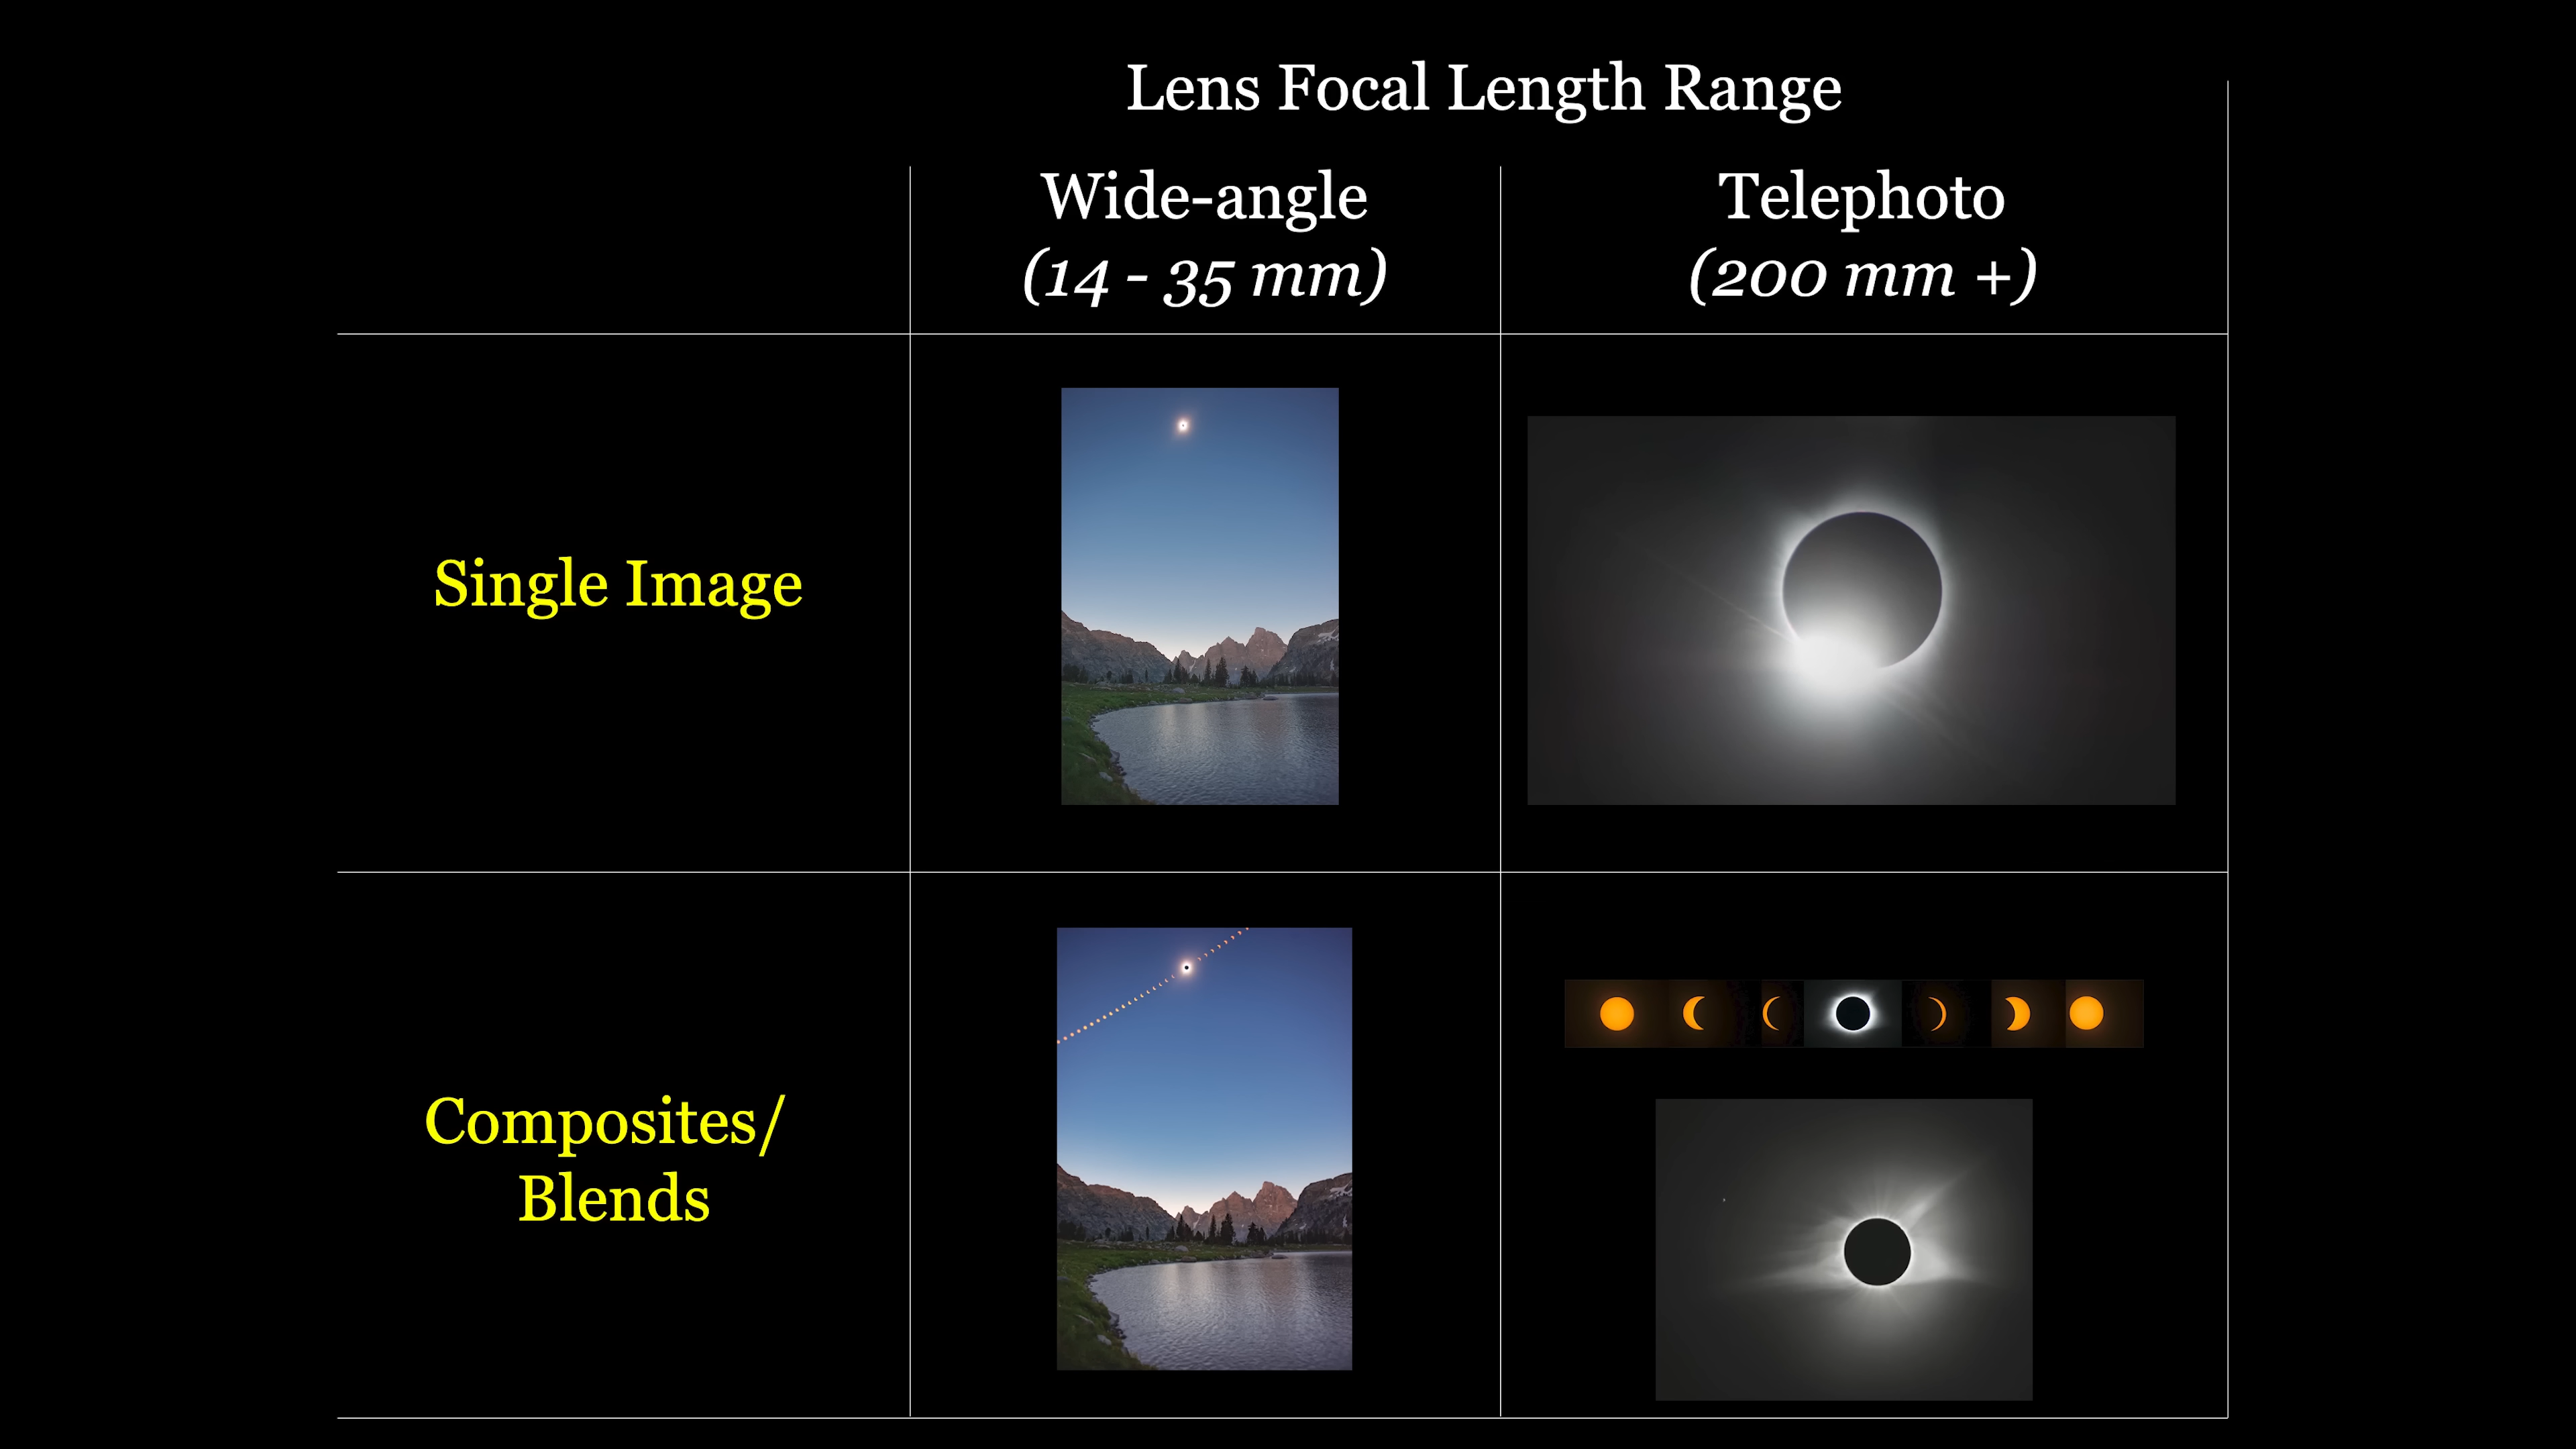 Lens Focal Length Range
Wide-angle
(14 - 35 mm)
Telephoto
(200 mm +)
Single Image
Composites/
Blends